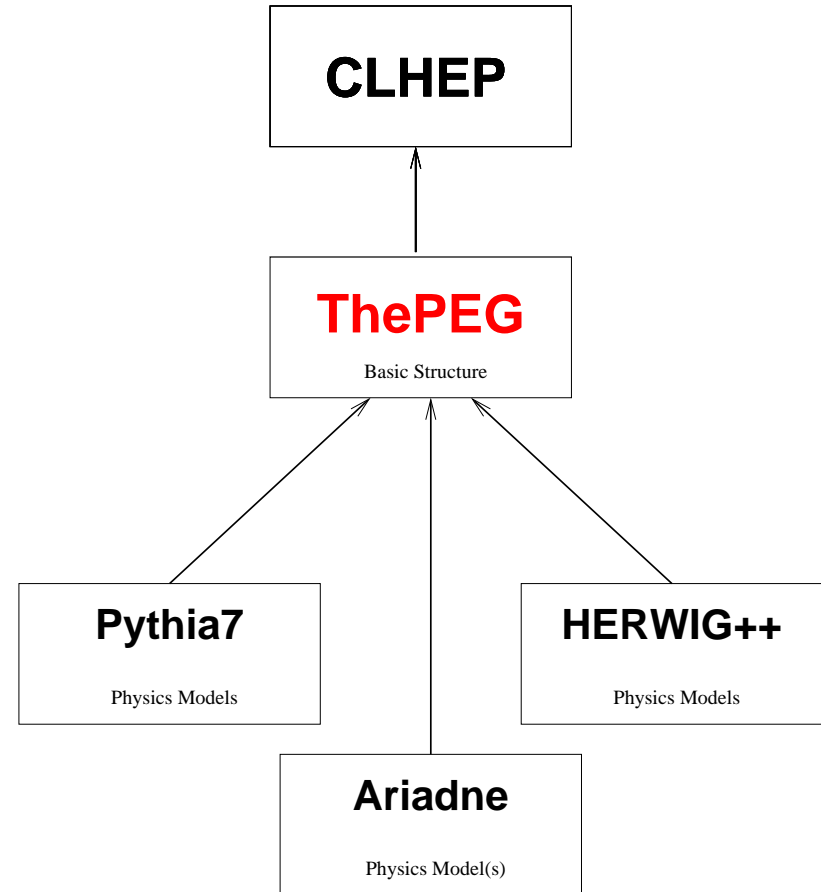 CLHEP
ThePEG
Basic Structure
Pythia7
Physics Models
HERWIG++
Physics Models
Ariadne
Physics Model(s)